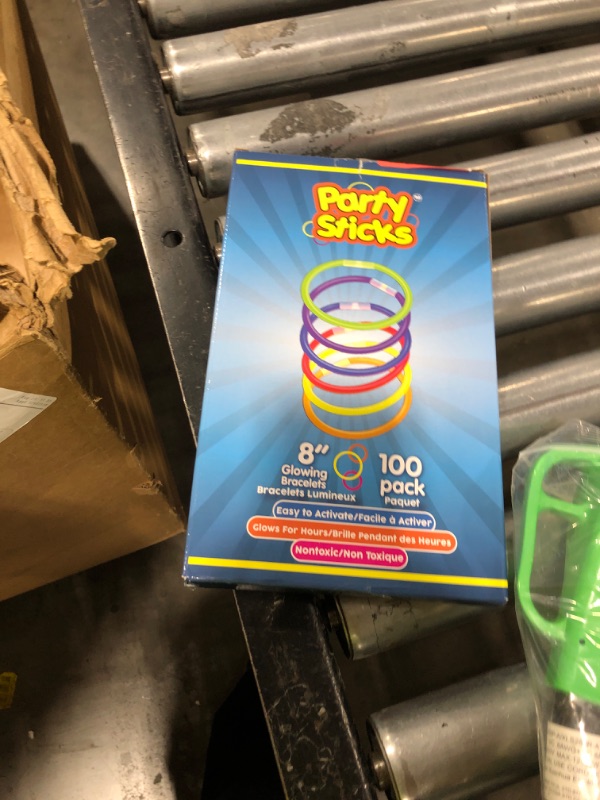 Party
Sticks™
8"
Glowing
Bracelets
Bracelets Lumineux
100
pack
Paquet
Easy to Activate/Facile à Activer
Glows For Hours/Brille Pendant des Heures
Nontoxic/Non Toxique